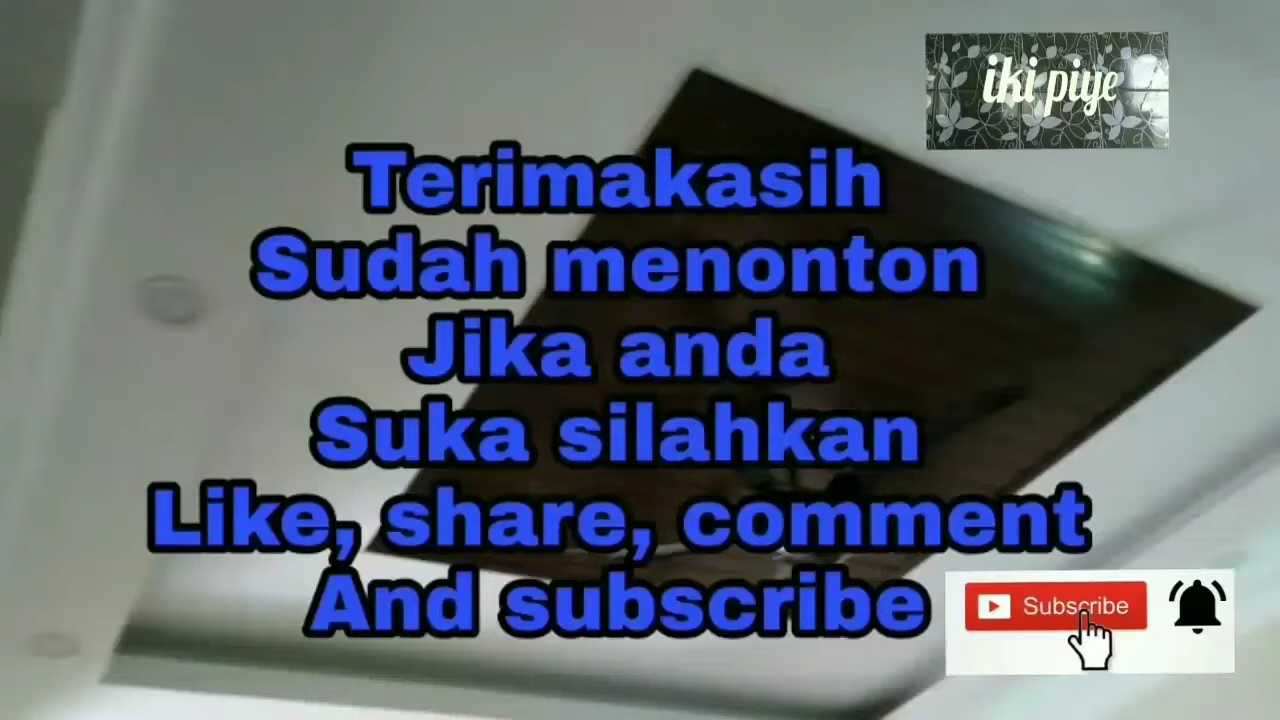 iki piye
Terimakasih
Sudah menonton
Jika anda
Suka silahkan
Like, share, comment
And subscribe
Subscribe